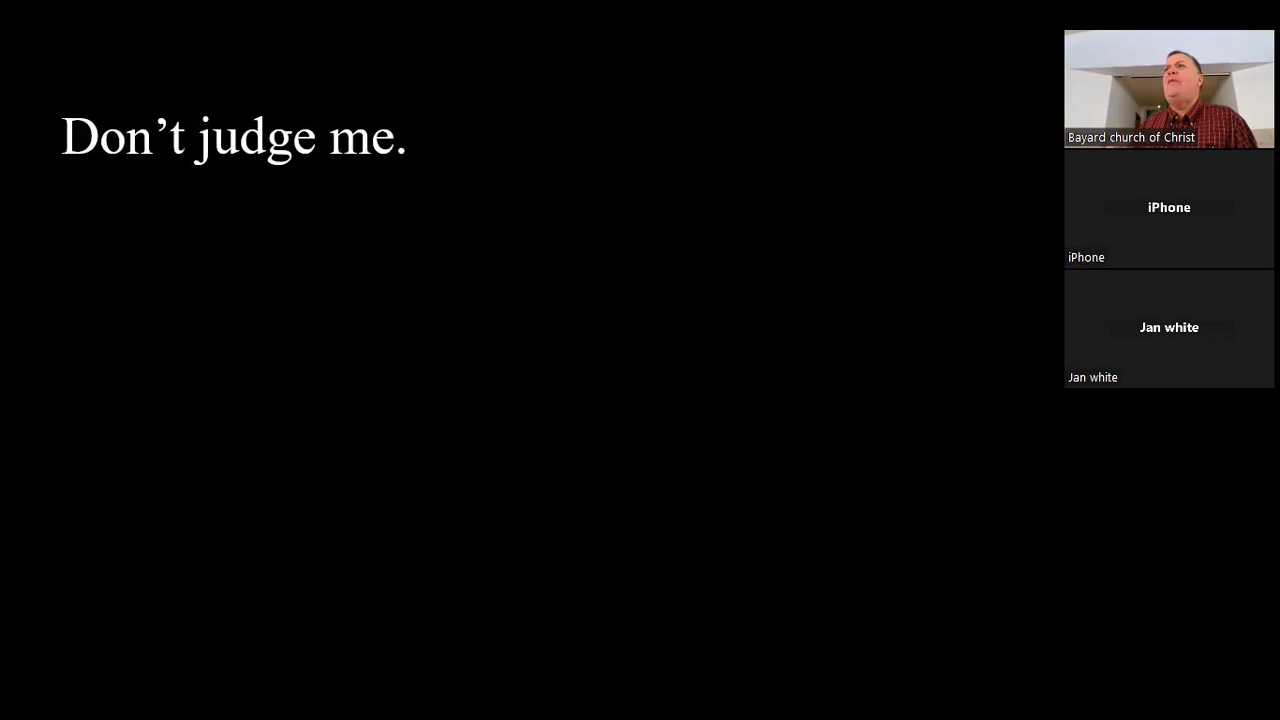 Don’t judge me.
Bayard church of Christ
iPhone
iPhone
Jan white
Jan white